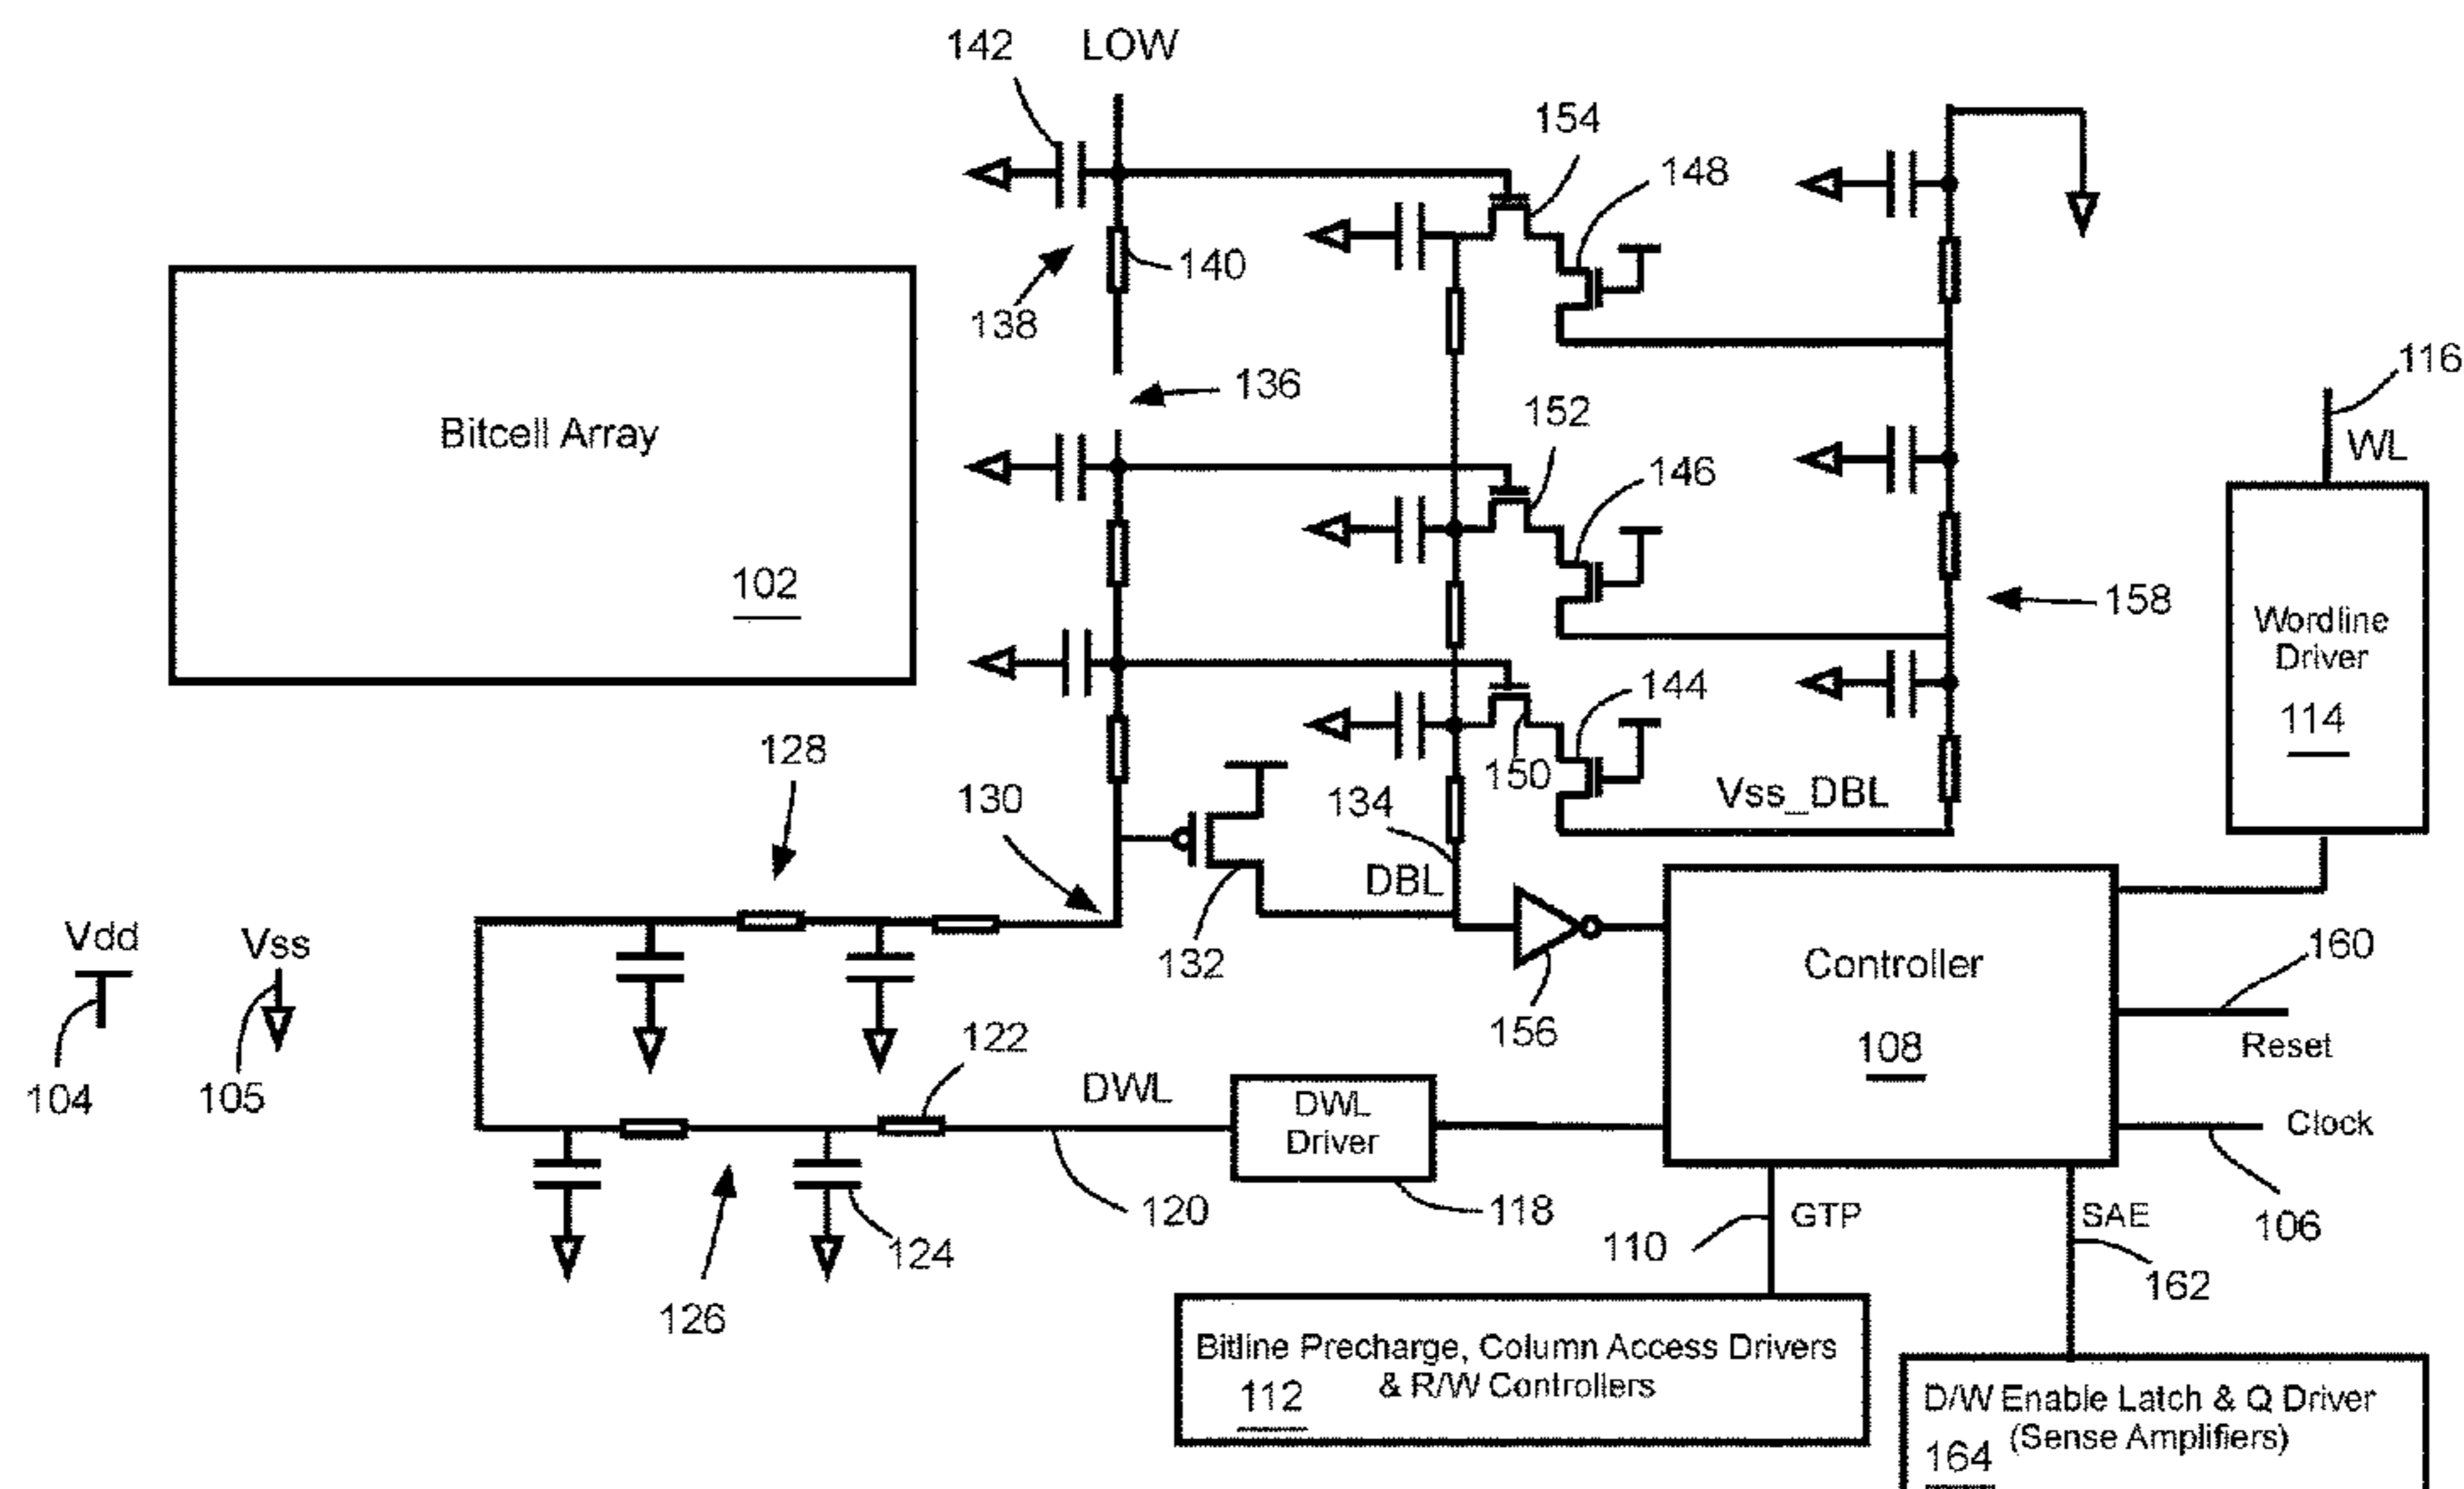 142
LOW
154
148
140
138
116
136
152
Bitcell Array
WL
146
102
158
Wordline
Driver
144
114
128
150
130
134
Vss_DBL
DBL
Vdd
Vss
132
Controller
160
156
122
108
Reset
104
105
DWL
DWL
Driver
Clock
120
118
GTP
SAE
106
124
110
162
126
Bitline Precharge, Column Access Drivers
& R/W Controllers
112
D/W Enable Latch & Q Driver
(Sense Amplifiers)
164